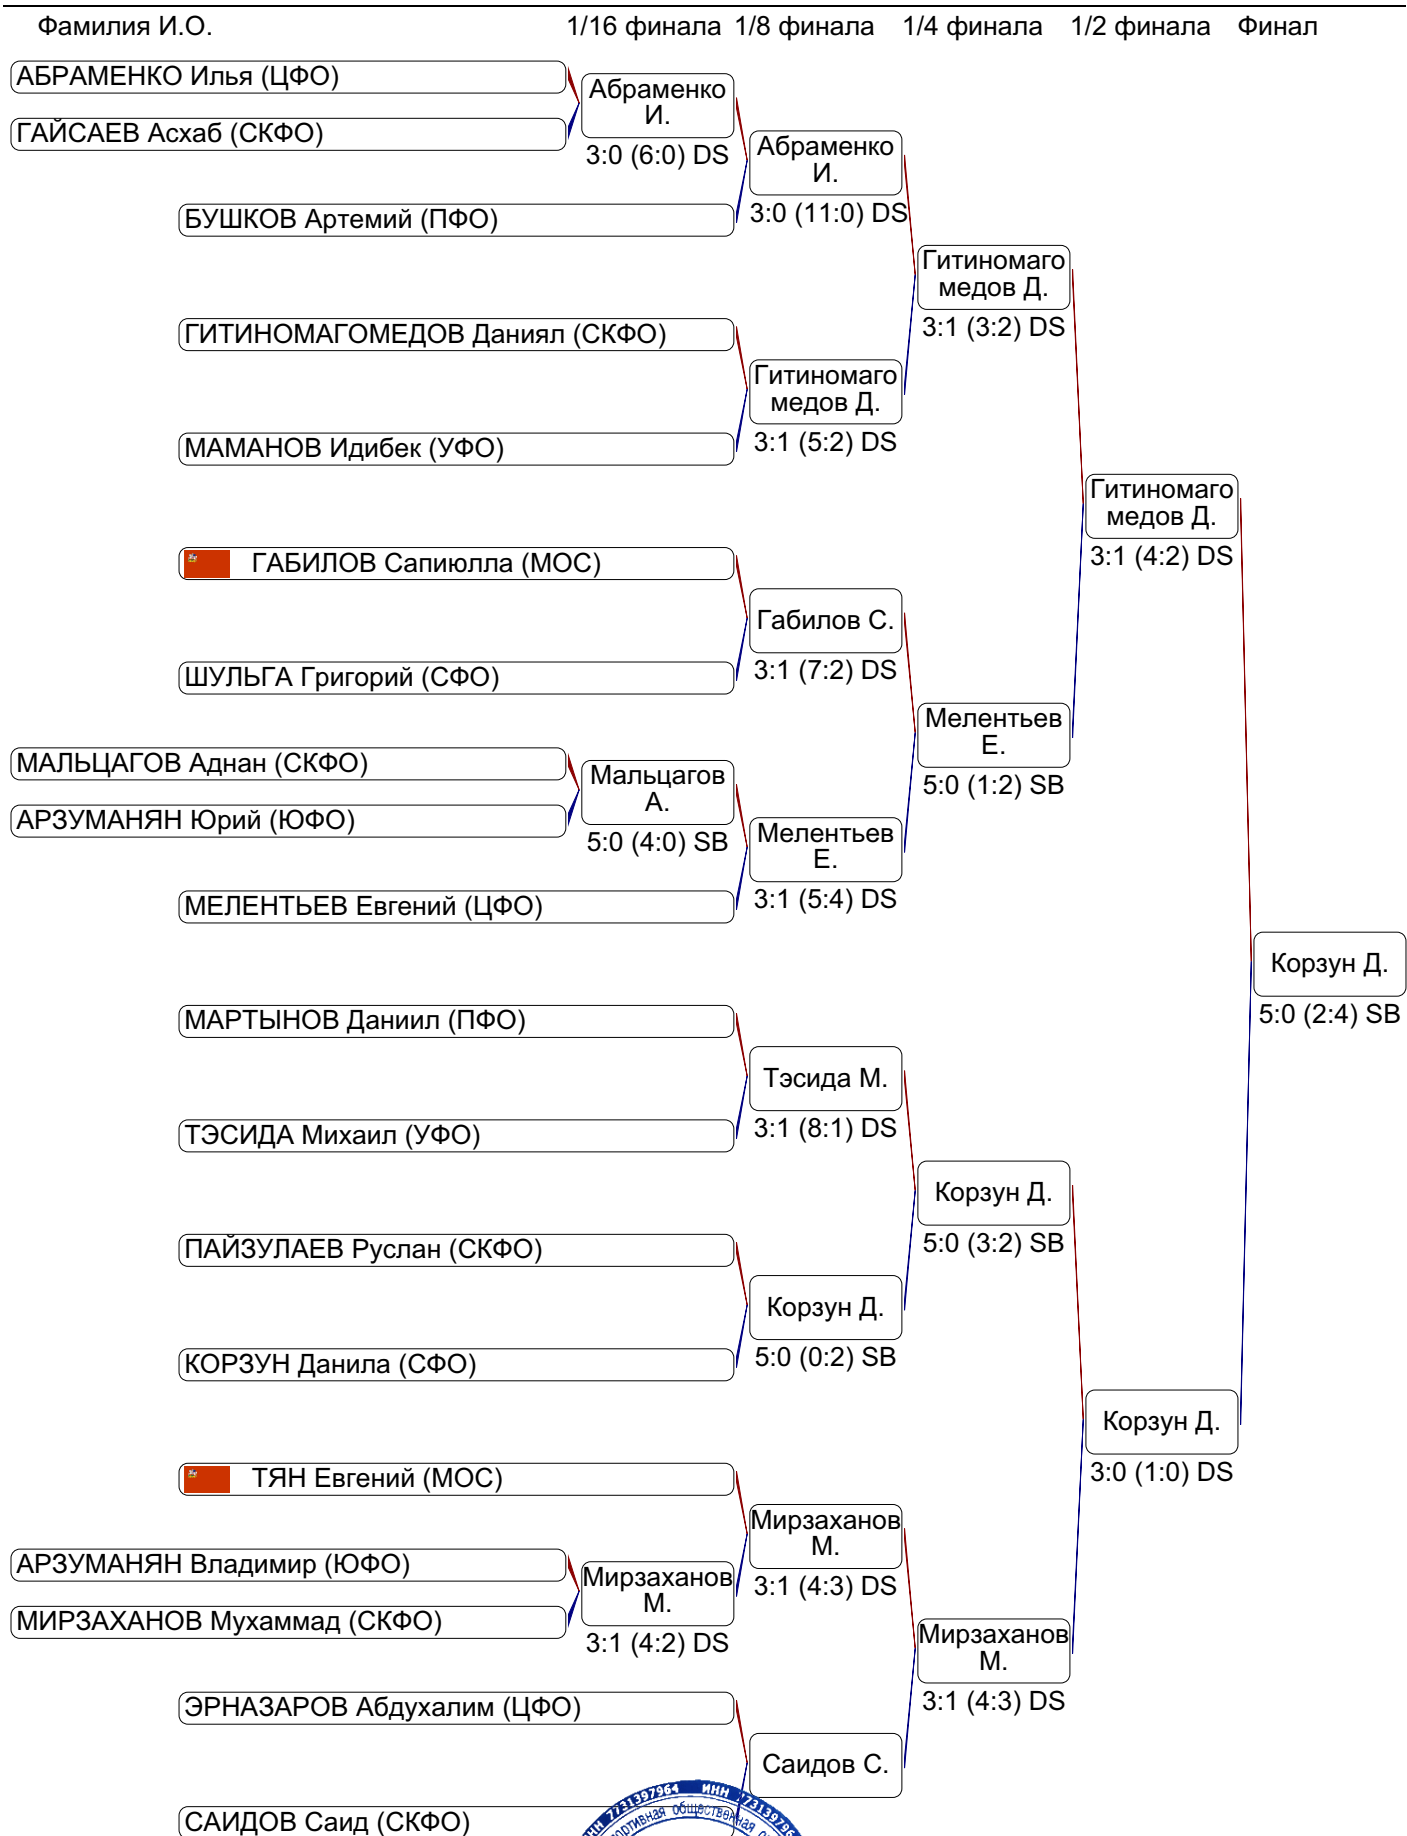 Фамилия И.О. 1/16 финала 1/8 финала 1/4 финала 1/2 финала Финал
АБРАМЕНКО Илья (ЦФО)
ГАЙСАЕВ Асхаб (СКФО)
Абраменко
И.
3:0 (6:0) DS
Абраменко
И.
3:0 (11:0) DS
БУШКОВ Артемий (ПФО)
Гитиномаго
медов Д.
3:1 (3:2) DS
ГИТИНОМАГОМЕДОВ Даниял (СКФО)
Гитиномаго
медов Д.
3:1 (5:2) DS
МАМАНОВ Идибек (УФО)
Гитиномаго
медов Д.
3:1 (4:2) DS
ГАБИЛОВ Сапиюлла (МОС)
Габилов С.
3:1 (7:2) DS
ШУЛЬГА Григорий (СФО)
Мелентьев
Е.
5:0 (1:2) SB
МАЛЬЦАГОВ Аднан (СКФО)
АРЗУМАНЯН Юрий (ЮФО)
Мальцагов
А.
5:0 (4:0) SB
Мелентьев
Е.
3:1 (5:4) DS
МЕЛЕНТЬЕВ Евгений (ЦФО)
Корзун Д.
5:0 (2:4) SB
МАРТЫНОВ Даниил (ПФО)
Тэсида М.
3:1 (8:1) DS
ТЭСИДА Михаил (УФО)
Корзун Д.
5:0 (3:2) SB
ПАЙЗУЛАЕВ Руслан (СКФО)
Корзун Д.
5:0 (0:2) SB
КОРЗУН Данила (СФО)
Корзун Д.
3:0 (1:0) DS
ТЯН Евгений (МОС)
Мирзаханов
М.
3:1 (4:3) DS
АРЗУМАНЯН Владимир (ЮФО)
МИРЗАХАНОВ Мухаммад (СКФО)
Мирзаханов
М.
3:1 (4:2) DS
Мирзаханов
М.
3:1 (4:3) DS
ЭРНАЗАРОВ Абдухалим (ЦФО)
Саидов С.
САИДОВ Саид (СКФО)
7731397964 ИНН
общественная